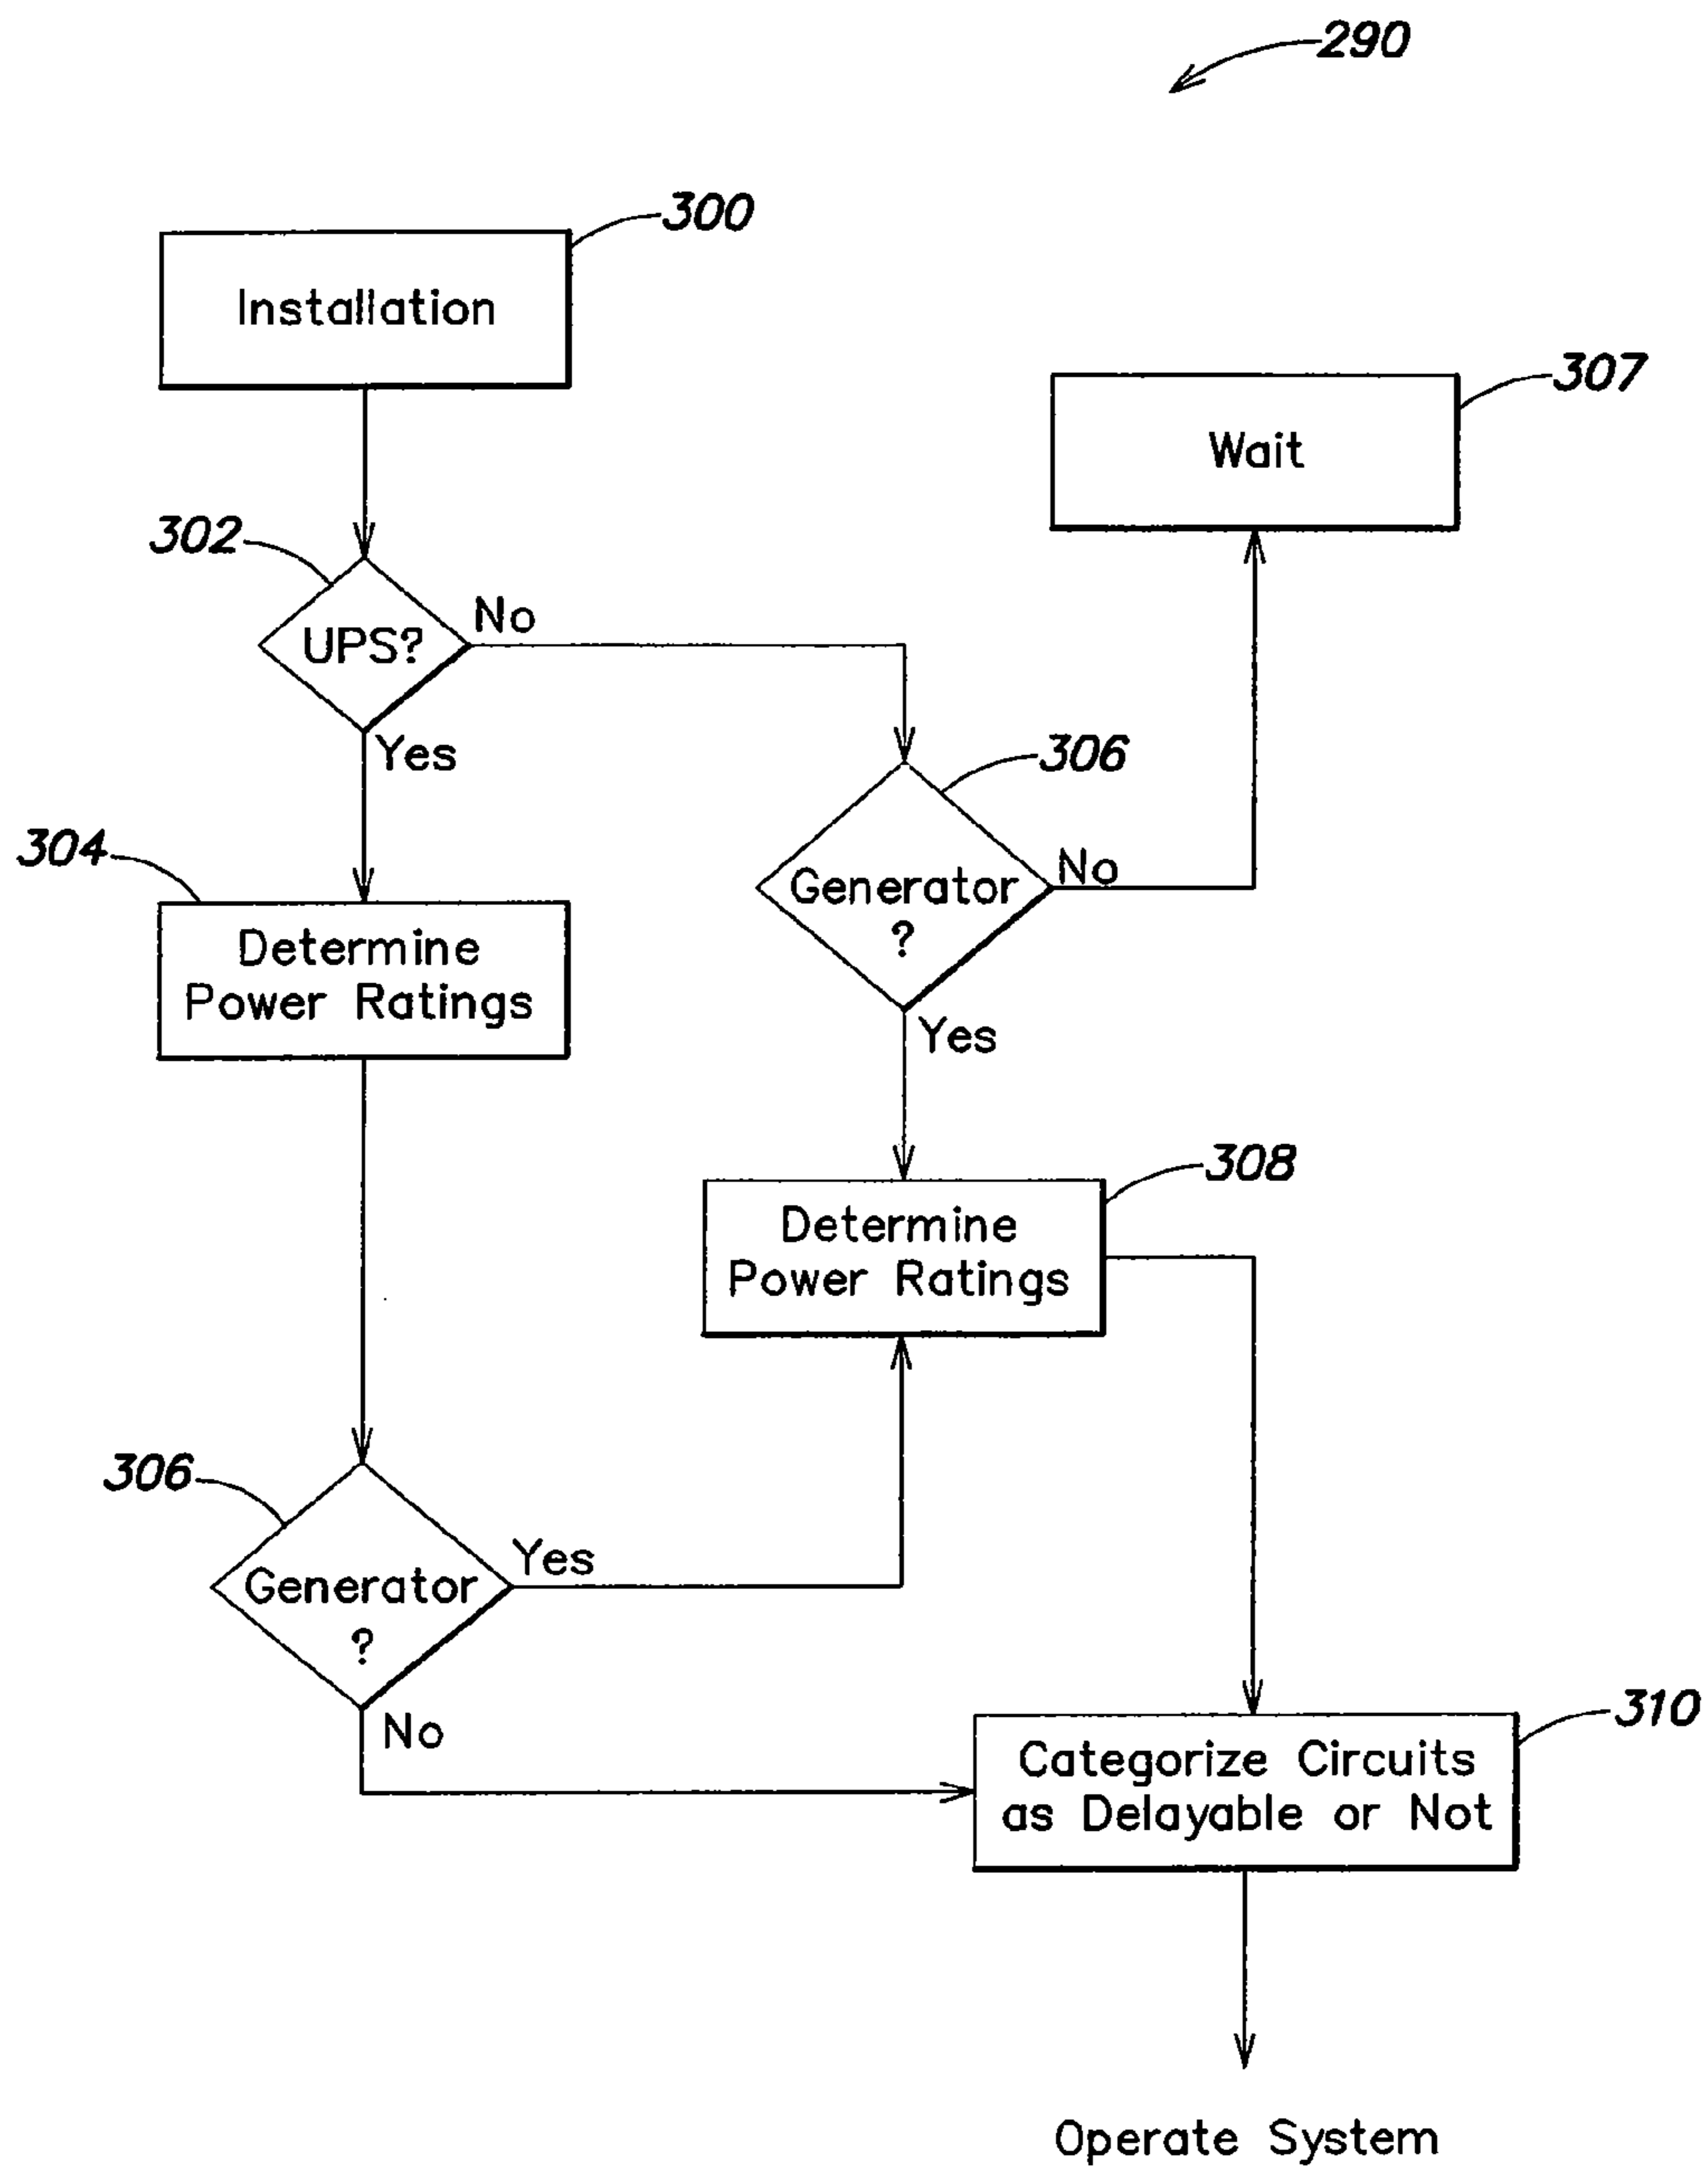 290
300
Installation
307
Wait
302
UPS?
No
Yes
306
Generator
?
No
Yes
304
Determine
Power Ratings
308
Determine
Power Ratings
306
Generator
?
Yes
No
310
Categorize Circuits
as Delayable or Not
Operate System